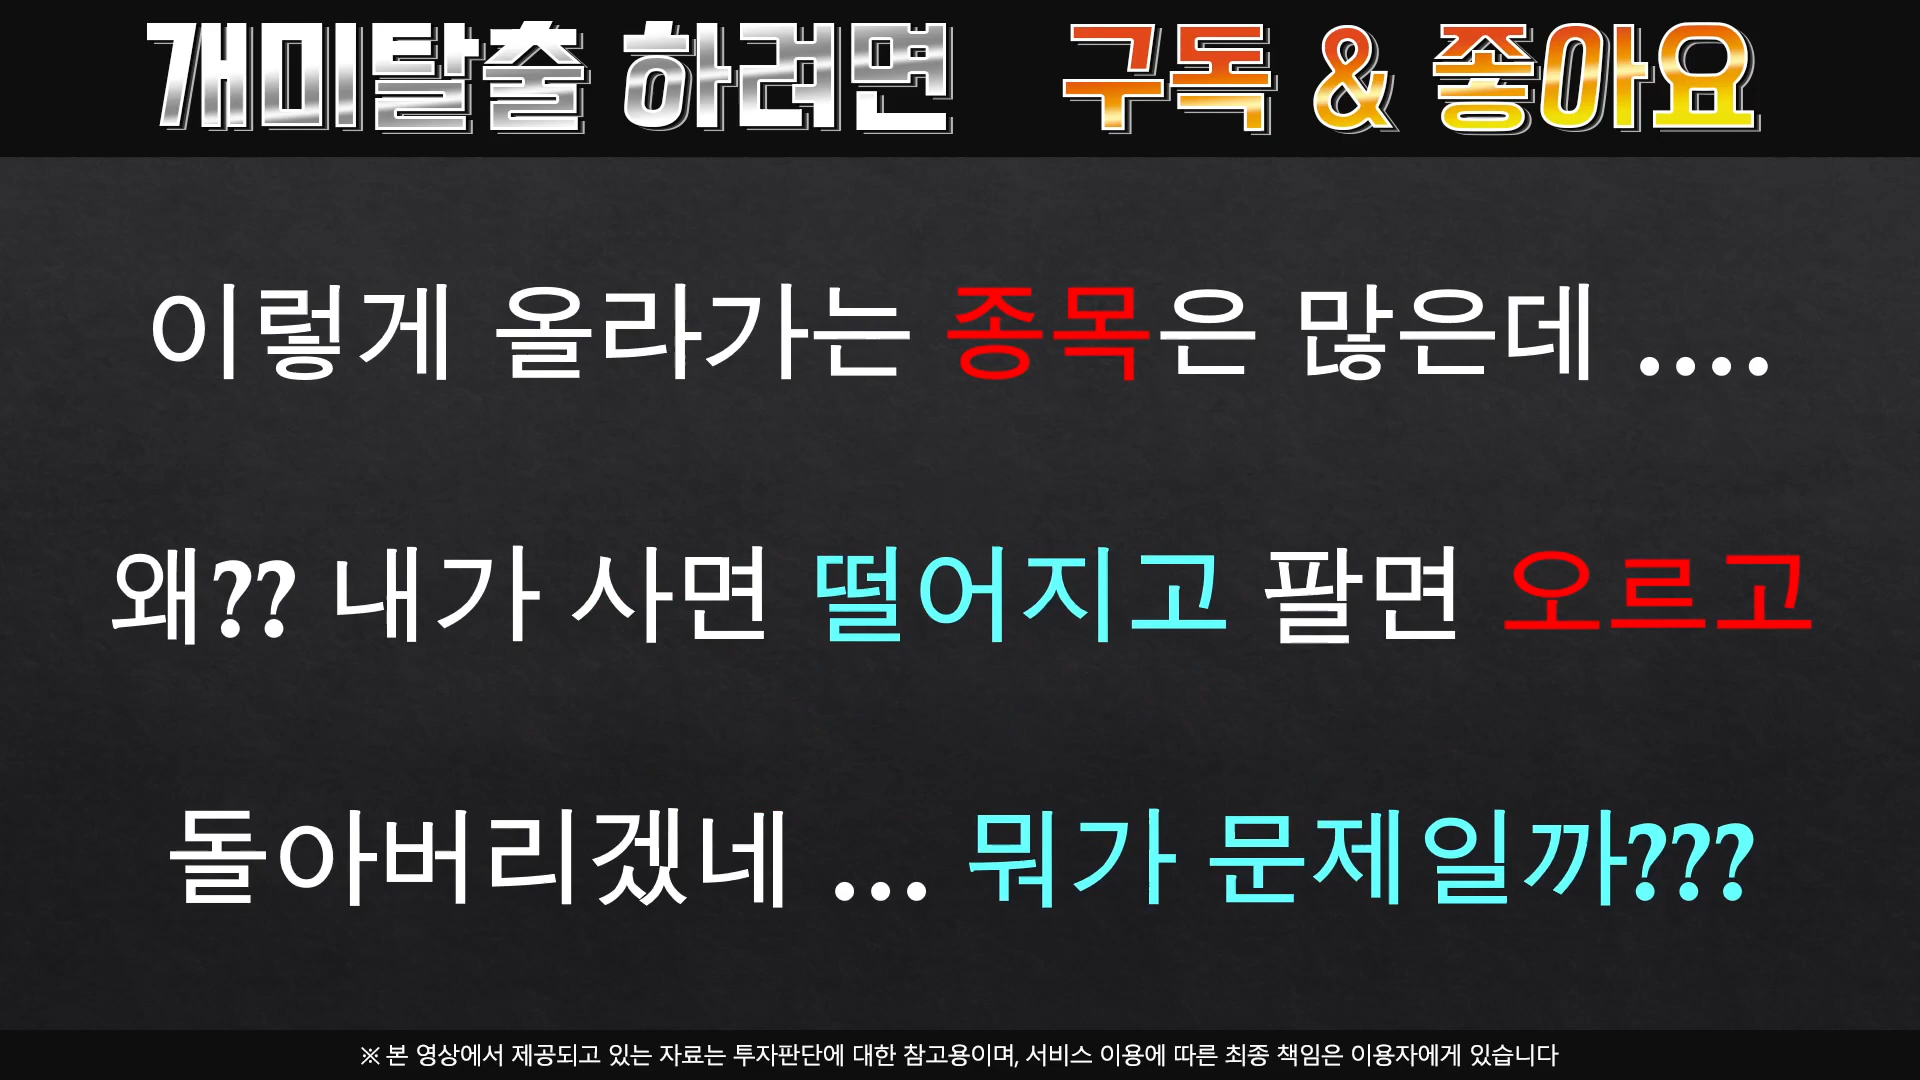 개미탈출 하려면 구독 & 좋아요
이렇게 올라가는 종목은 많은데 ....
왜?? 내가 사면 떨어지고 팔면 오르고
돌아버리겠네 ... 뭐가 문제일까???
※ 본 영상에서 제공되고 있는 자료는 투자판단에 대한 참고용이며, 서비스 이용에 따른 최종 책임은 이용자에게 있습니다